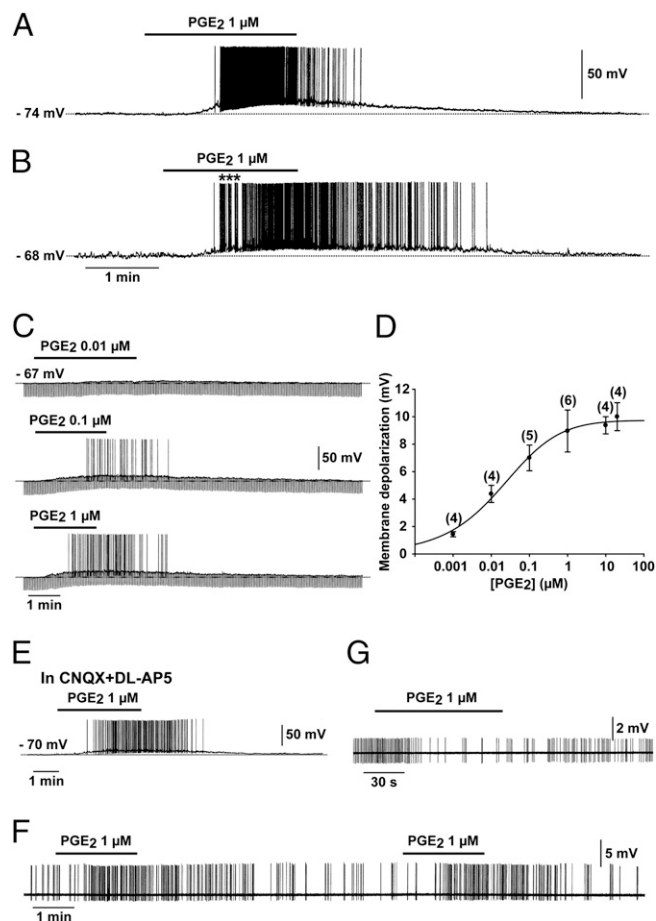 A
PGE2 1 µM
50 mV
- 74 mV
B
PGE2 1 µM
***
- 68 mV
1 min
C
PGE2 0.01 µM
- 67 mV
PGE2 0.1 µM
50 mV
PGE2 1 µM
1 min
D
Membrane depolarization (mV)
12
10
8
6
4
2
0
(4)
(4)
(5)
(6)
(4)
(4)
0.001
0.01
0.1
1
10
100
[PGE2] (µM)
E
In CNQX+DL-AP5
PGE2 1 µM
50 mV
- 70 mV
1 min
G
PGE2 1 µM
2 mV
30 s
F
PGE2 1 µM
PGE2 1 µM
5 mV
1 min